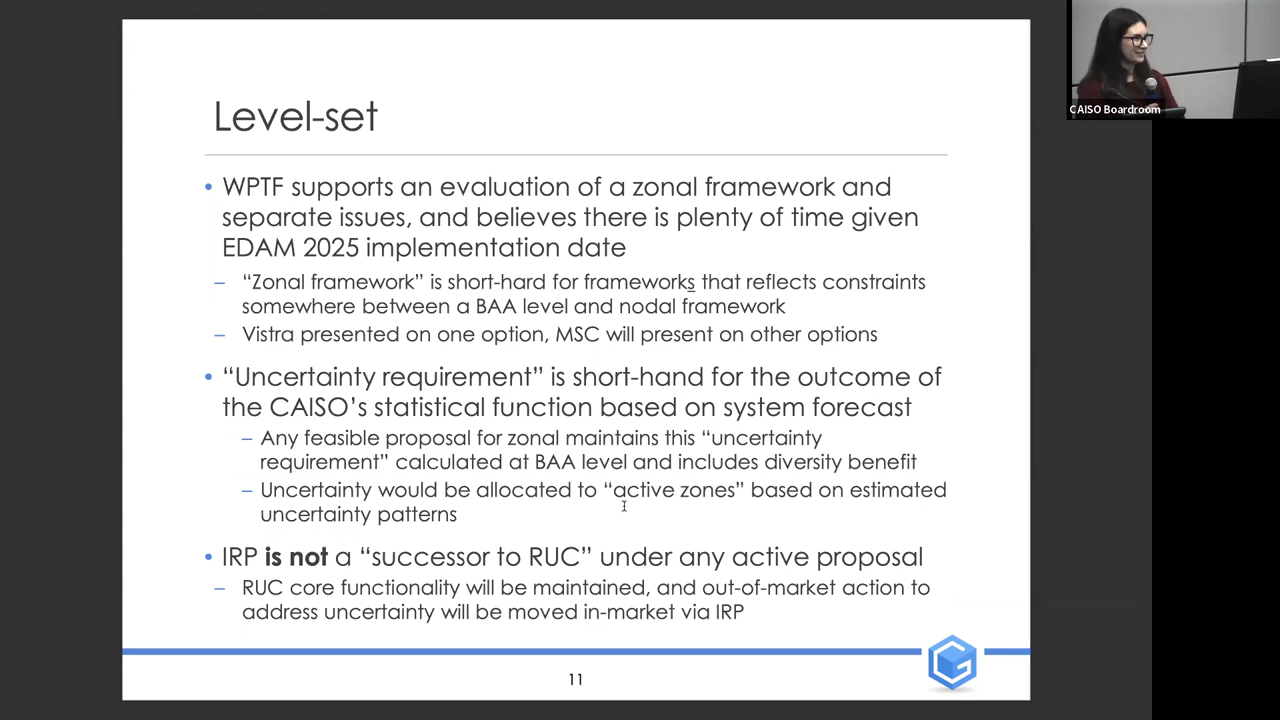 Level-set
• WPTF supports an evaluation of a zonal framework and
separate issues, and believes there is plenty of time given
EDAM 2025 implementation date
– “Zonal framework” is short-hard for frameworks that reflects constraints
somewhere between a BAA level and nodal framework
– Vistra presented on one option, MSC will present on other options
• “Uncertainty requirement” is short-hand for the outcome of
the CAISO’s statistical function based on system forecast
– Any feasible proposal for zonal maintains this “uncertainty
requirement” calculated at BAA level and includes diversity benefit
– Uncertainty would be allocated to “active zones” based on estimated
uncertainty patterns
• IRP is not a “successor to RUC” under any active proposal
– RUC core functionality will be maintained, and out-of-market action to
address uncertainty will be moved in-market via IRP
11
CAISO Boardroom